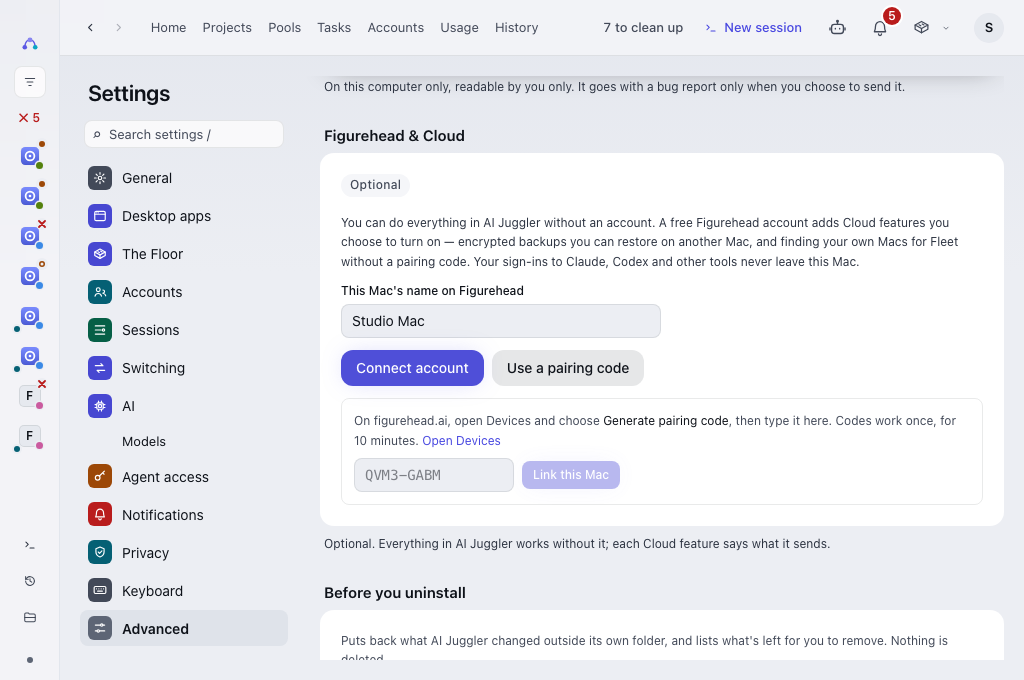 Home Projects Pools Tasks Accounts Usage History 7 to clean up New session 5 S
5
F
F
Settings
Search settings /
General
Desktop apps
The Floor
Accounts
Sessions
Switching
AI
Models
Agent access
Notifications
Privacy
Keyboard
Advanced
On this computer only, readable by you only. It goes with a bug report only when you choose to send it.
Figurehead & Cloud
Optional
You can do everything in AI Juggler without an account. A free Figurehead account adds Cloud features you
choose to turn on — encrypted backups you can restore on another Mac, and finding your own Macs for Fleet
without a pairing code. Your sign-ins to Claude, Codex and other tools never leave this Mac.
This Mac's name on Figurehead
Studio Mac
Connect account Use a pairing code
On figurehead.ai, open Devices and choose Generate pairing code, then type it here. Codes work once, for
10 minutes. Open Devices
QVM3-GABM Link this Mac
Optional. Everything in AI Juggler works without it; each Cloud feature says what it sends.
Before you uninstall
Puts back what AI Juggler changed outside its own folder, and lists what's left for you to remove. Nothing is
deleted